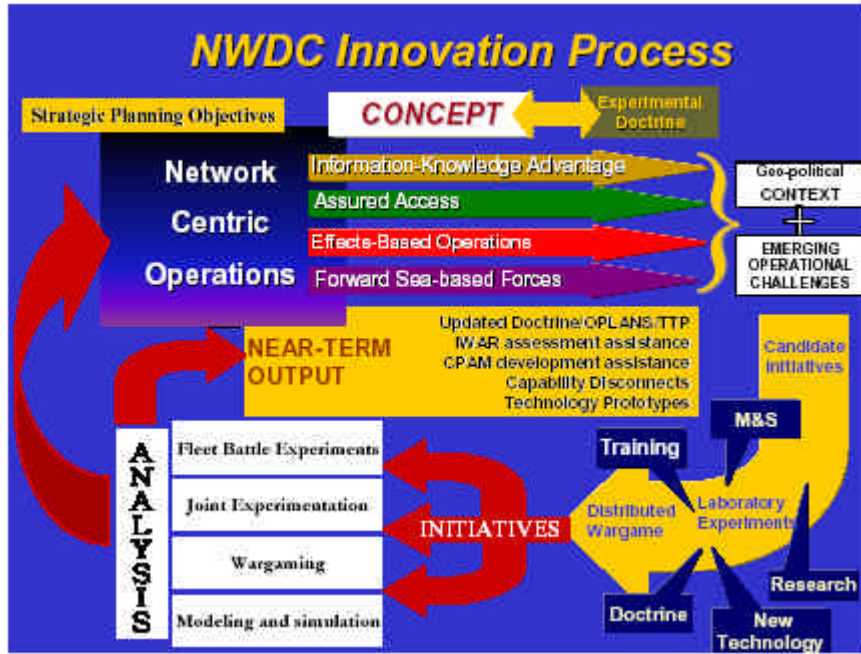 NWDC Innovation Process
Strategic Planning Objectives
CONCEPT
Experimental
Doctrine
Network
Centric
Operations
Information-Knowledge Advantage
Assured Access
Effects-Based Operations
Forward Sea-based Forces
Geo-political
CONTEXT
+
EMERGING
OPERATIONAL
CHALLENGES
NEAR-TERM
OUTPUT
Updated Doctrine/OPLANS/TTP
IWAR assessment assistance
CPAM development assistance
Capability Disconnects
Technology Prototypes
Candidate
initiatives
M&S
Training
Laboratory
Experiments
Distributed
Wargame
Research
Doctrine
New
Technology
INITIATIVES
Fleet Battle Experiments
Joint Experimentation
Wargaming
Modeling and simulation
ANALYSIS